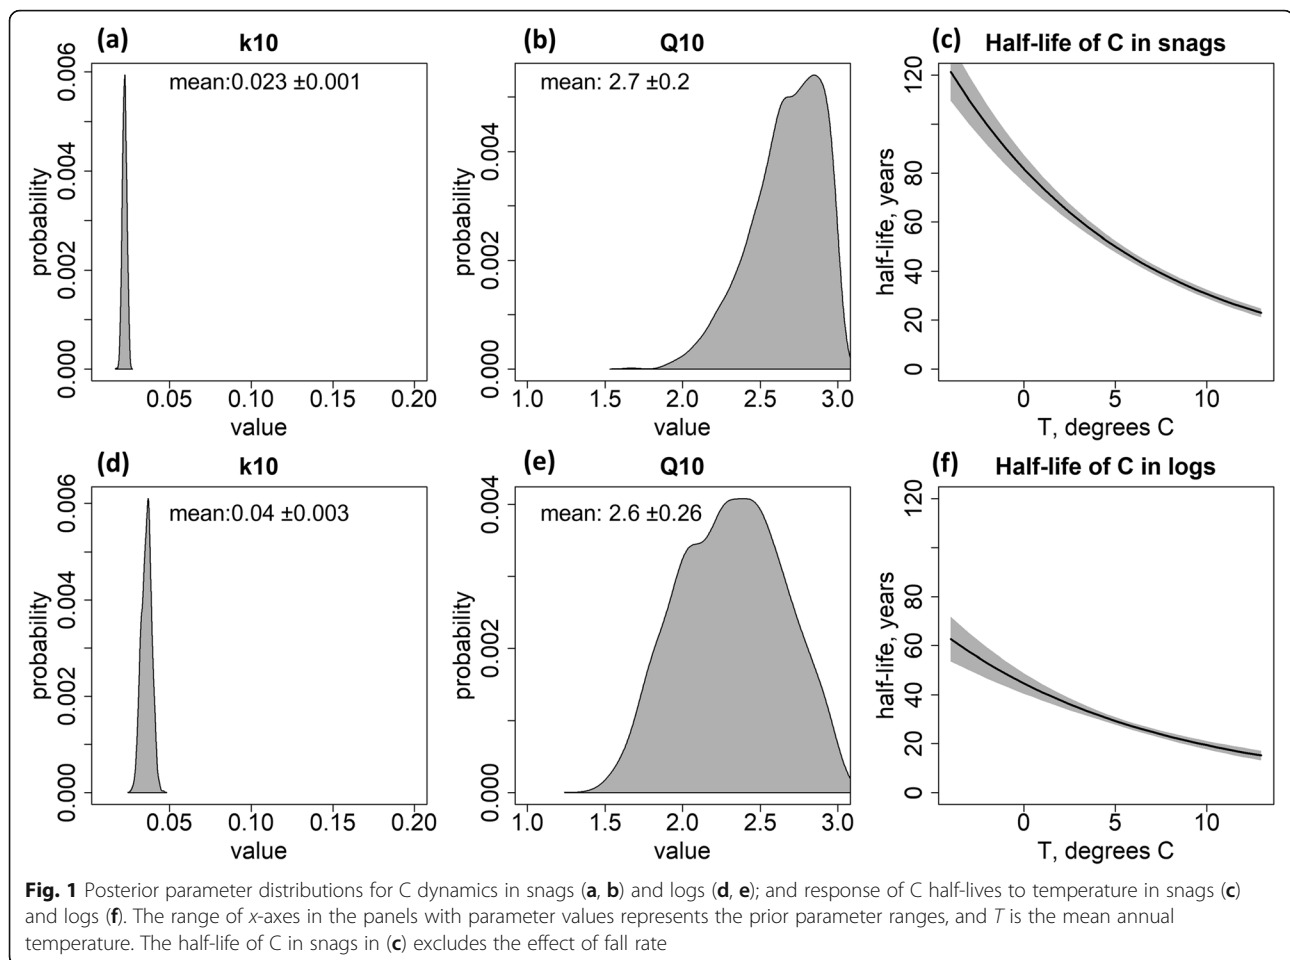 (a) k10
mean:0.023 ±0.001
probability
0.000 0.002 0.004 0.006
0.05 0.10 0.15 0.20
value
(b) Q10
mean: 2.7 ±0.2
probability
0.000 0.002 0.004
1.0 1.5 2.0 2.5 3.0
value
(c) Half-life of C in snags
half-life, years
0 20 40 60 80 120
0 5 10
T, degrees C
(d) k10
mean:0.04 ±0.003
probability
0.000 0.002 0.004 0.006
0.05 0.10 0.15 0.20
value
(e) Q10
mean: 2.6 ±0.26
probability
0.000 0.002 0.004
1.0 1.5 2.0 2.5 3.0
value
(f) Half-life of C in logs
half-life, years
0 20 40 60 80 120
0 5 10
T, degrees C
Fig. 1 Posterior parameter distributions for C dynamics in snags (a, b) and logs (d, e); and response of C half-lives to temperature in snags (c)
and logs (f). The range of x-axes in the panels with parameter values represents the prior parameter ranges, and T is the mean annual
temperature. The half-life of C in snags in (c) excludes the effect of fall rate